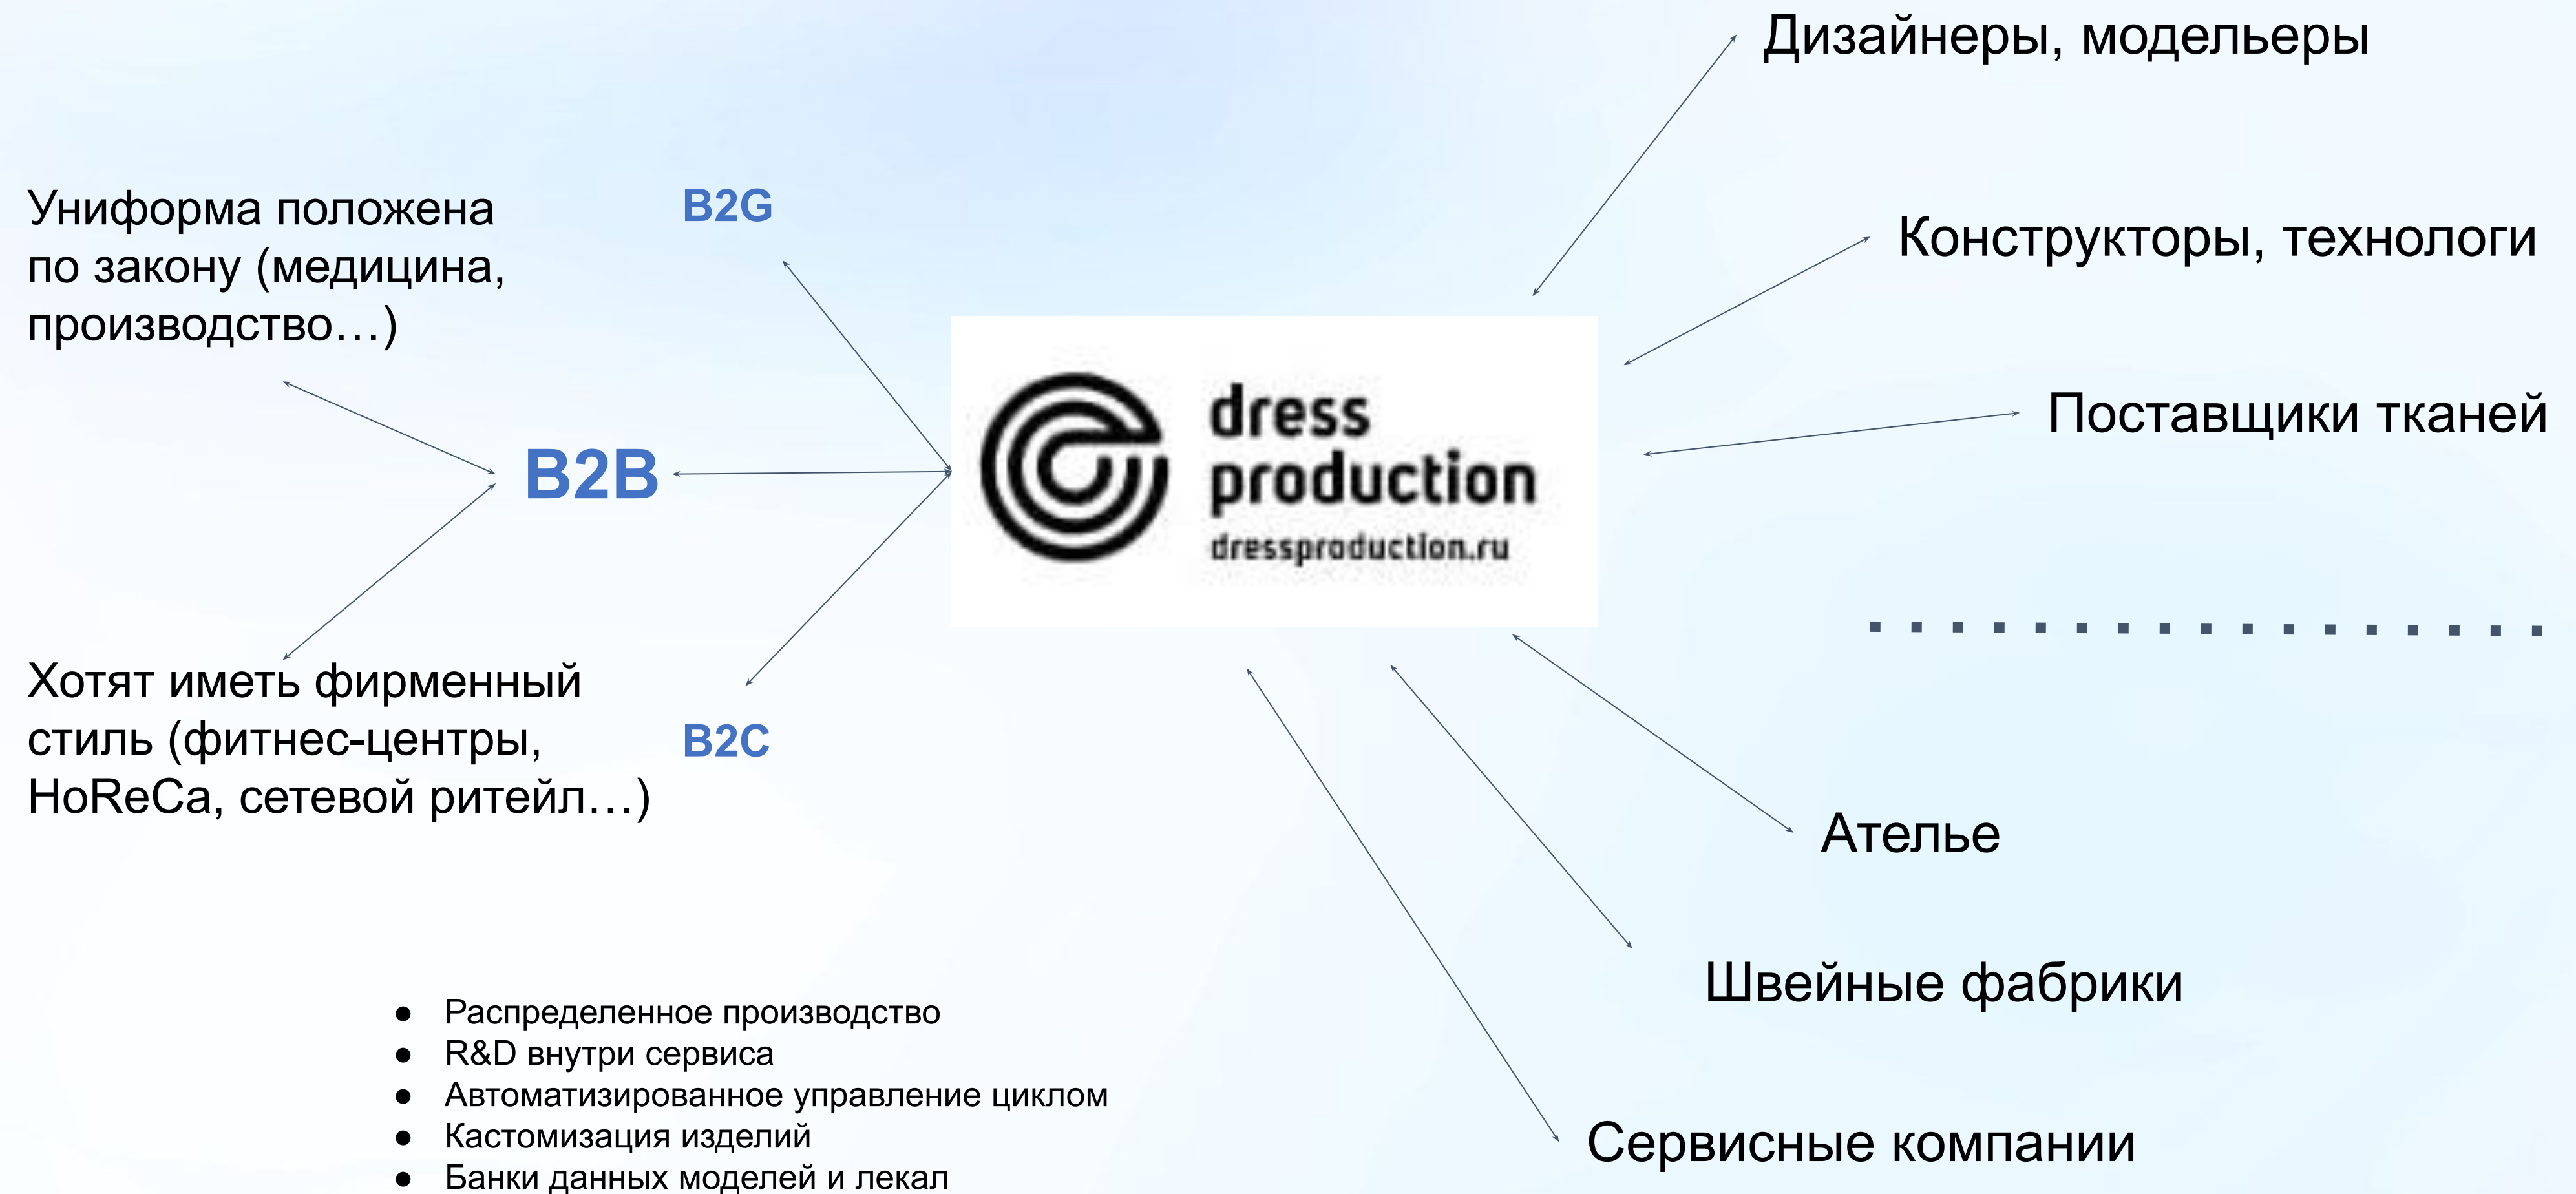 Дизайнеры, модельеры
Униформа положена
по закону (медицина,
производство…)
B2G
Конструкторы, технологи
Поставщики тканей
B2B
dress
production
dressproduction.ru
Хотят иметь фирменный
стиль (фитнес-центры,
HoReCa, сетевой ритейл…)
B2C
Ателье
Швейные фабрики
Сервисные компании
● Распределенное производство
● R&D внутри сервиса
● Автоматизированное управление циклом
● Кастомизация изделий
● Банки данных моделей и лекал